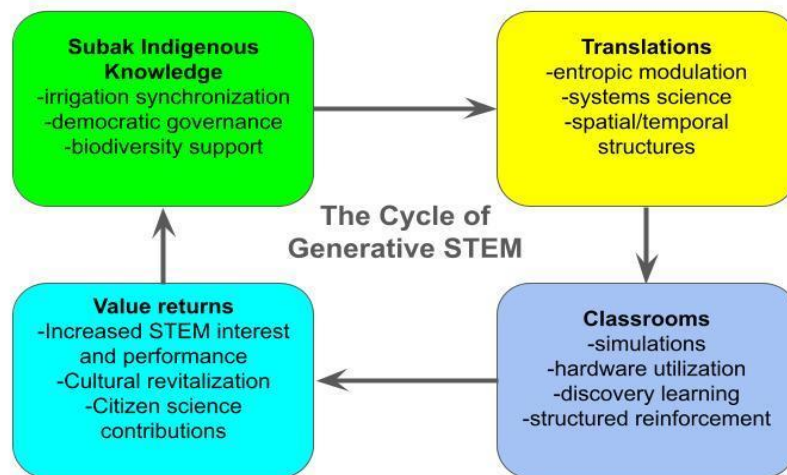 Subak Indigenous
Knowledge
-irrigation synchronization
-democratic governance
-biodiversity support
Translations
-entropic modulation
-systems science
-spatial/temporal
structures
The Cycle of
Generative STEM
Value returns
-Increased STEM interest
and performance
-Cultural revitalization
-Citizen science
contributions
Classrooms
-simulations
-hardware utilization
-discovery learning
-structured reinforcement